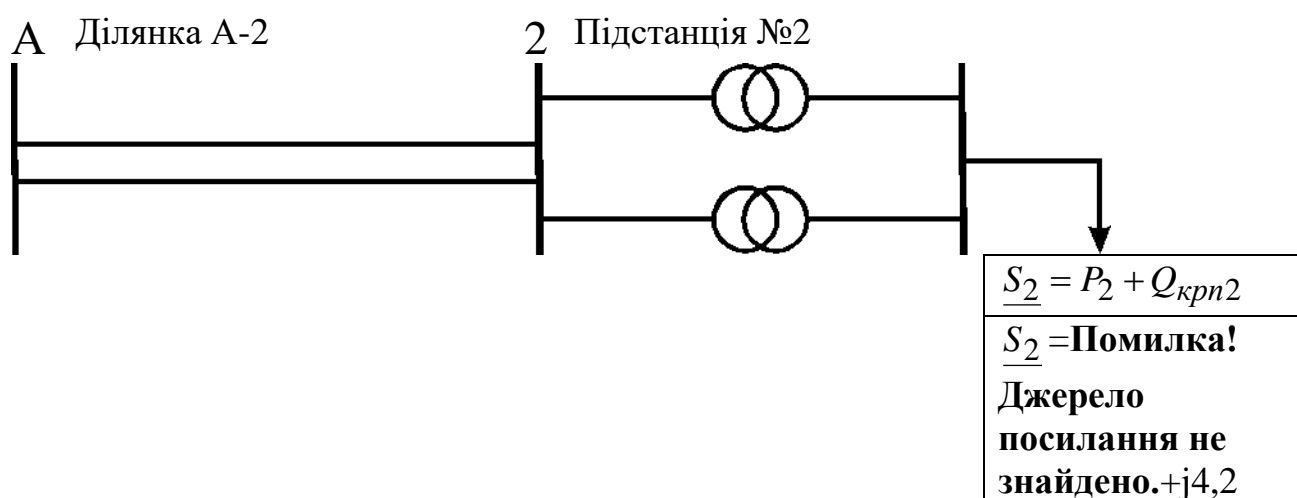 А Ділянка А-2 2 Підстанція №2
S2 = P2 + Qкрп2
S2 =Помилка!
Джерело
посилання не
знайдено.+j4,2